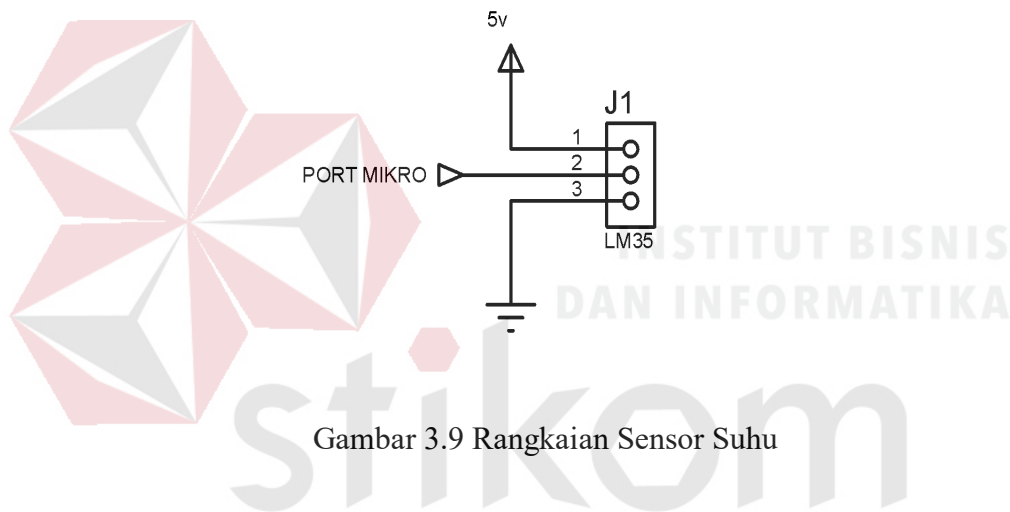 5v
J1
1
2
PORT MIKRO
3
LM35
INSTITUT BISNIS
DAN INFORMATIKA
stikom
Gambar 3.9 Rangkaian Sensor Suhu